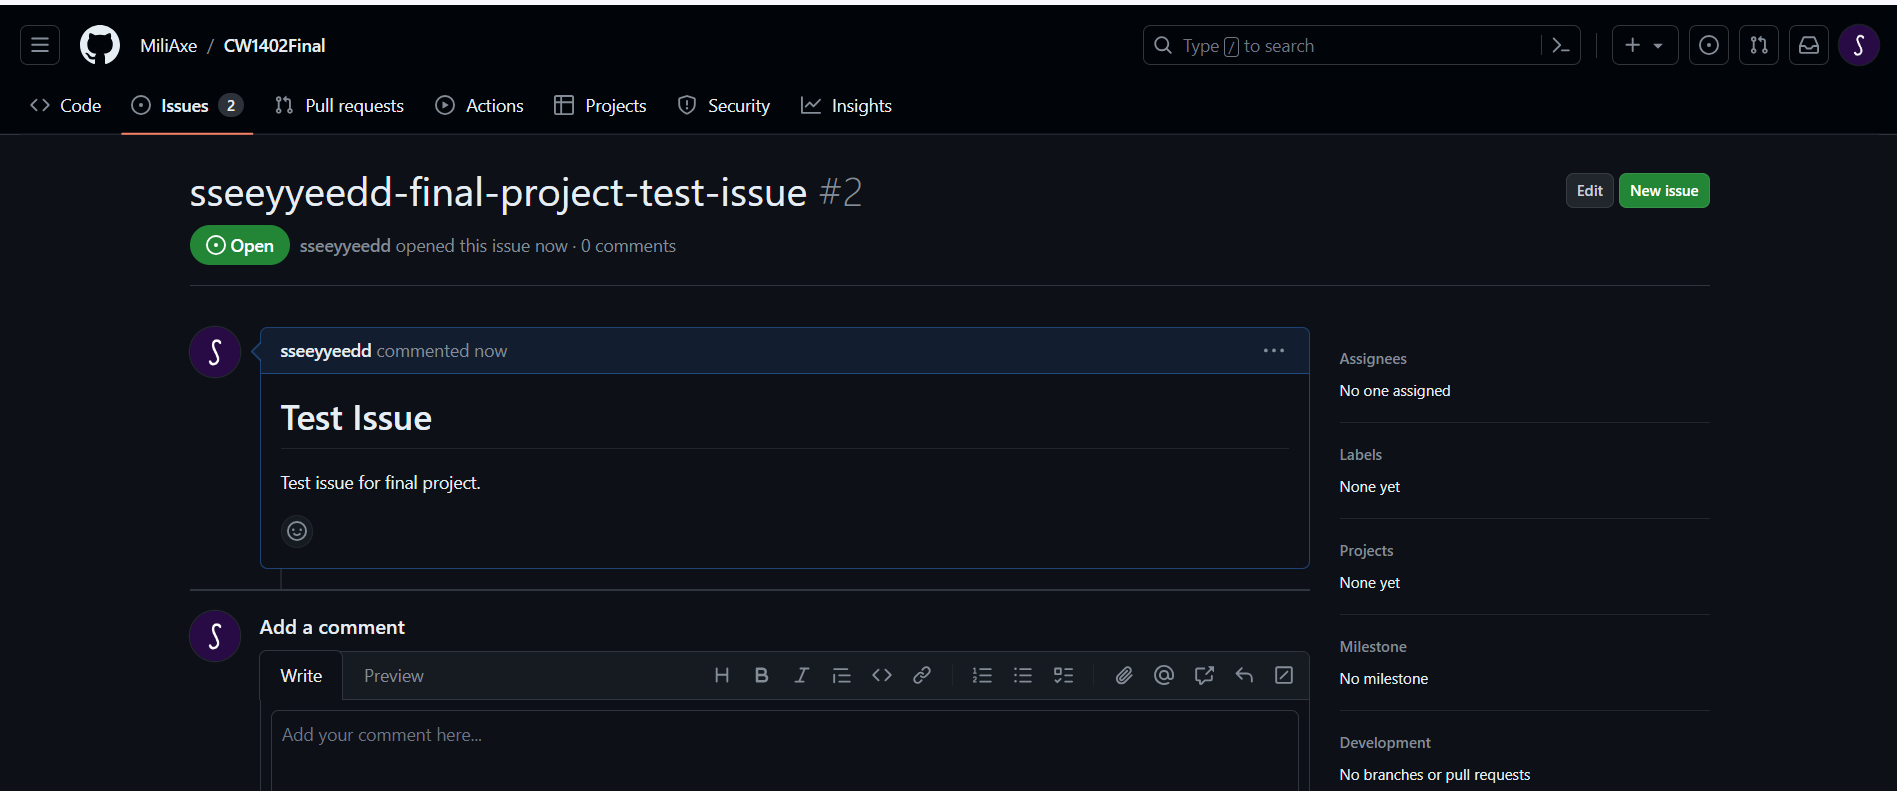 MiliAxe / CW1402Final
Type / to search
Code
Issues 2
Pull requests
Actions
Projects
Security
Insights
sseeyyeedd-final-project-test-issue #2
Edit
New issue
Open
sseeyyeedd opened this issue now · 0 comments
sseeyyeedd commented now
Test Issue
Test issue for final project.
Assignees
No one assigned
Labels
None yet
Projects
None yet
Milestone
No milestone
Development
No branches or pull requests
Add a comment
Write
Preview
Add your comment here...